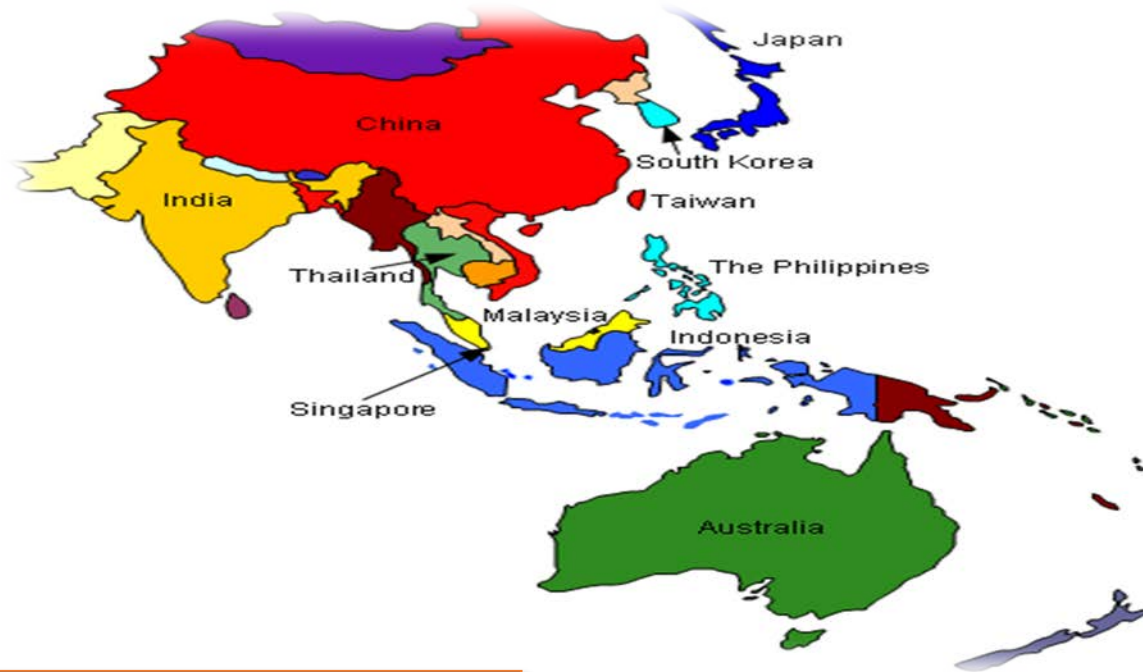 Japan
China
South Korea
India
Taiwan
Thailand
The Philippines
Malaysia
Indonesia
Singapore
Australia